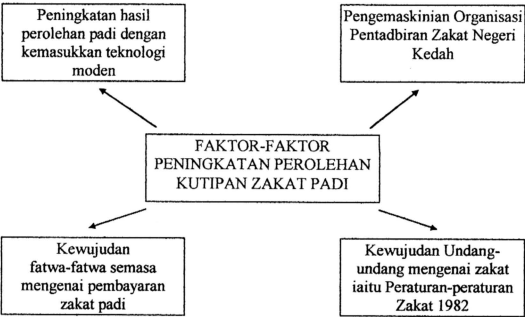 Peningkatan hasil
perolehan padi dengan
kemasukkan teknologi
moden
Pengemaskinian Organisasi
Pentadbiran Zakat Negeri
Kedah
FAKTOR-FAKTOR
PENINGKATAN PEROLEHAN
KUTIPAN ZAKAT PADI
Kewujudan
fatwa-fatwa semasa
mengenai pembayaran
zakat padi
Kewujudan Undang-
undang mengenai zakat
iaitu Peraturan-peraturan
Zakat 1982